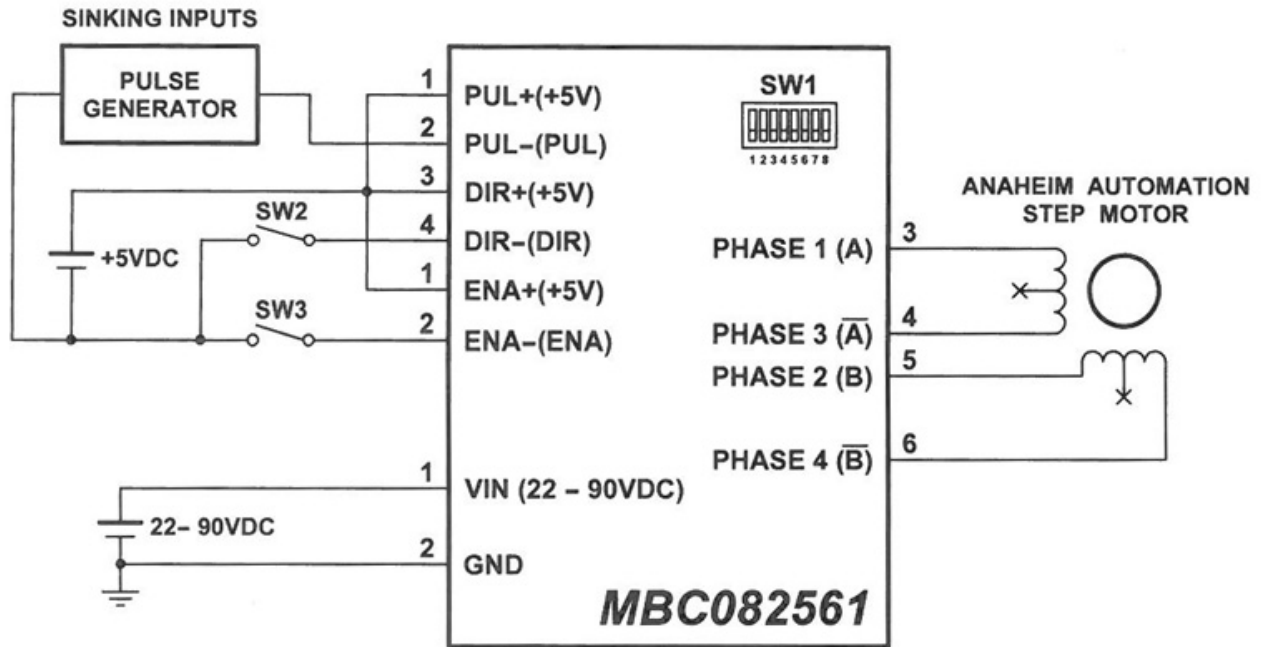 SINKING INPUTS
PULSE
GENERATOR
+5VDC
SW2
SW3
1 PUL+(+5V)
2 PUL-(PUL)
3 DIR+(+5V)
4 DIR-(DIR)
1 ENA+(+5V)
2 ENA-(ENA)
22- 90VDC
1 VIN (22 - 90VDC)
2 GND
SW1
12345678
PHASE 1 (A) 3
PHASE 3 (A̅) 4
PHASE 2 (B) 5
PHASE 4 (B̅) 6
ANAHEIM AUTOMATION
STEP MOTOR
MBC082561